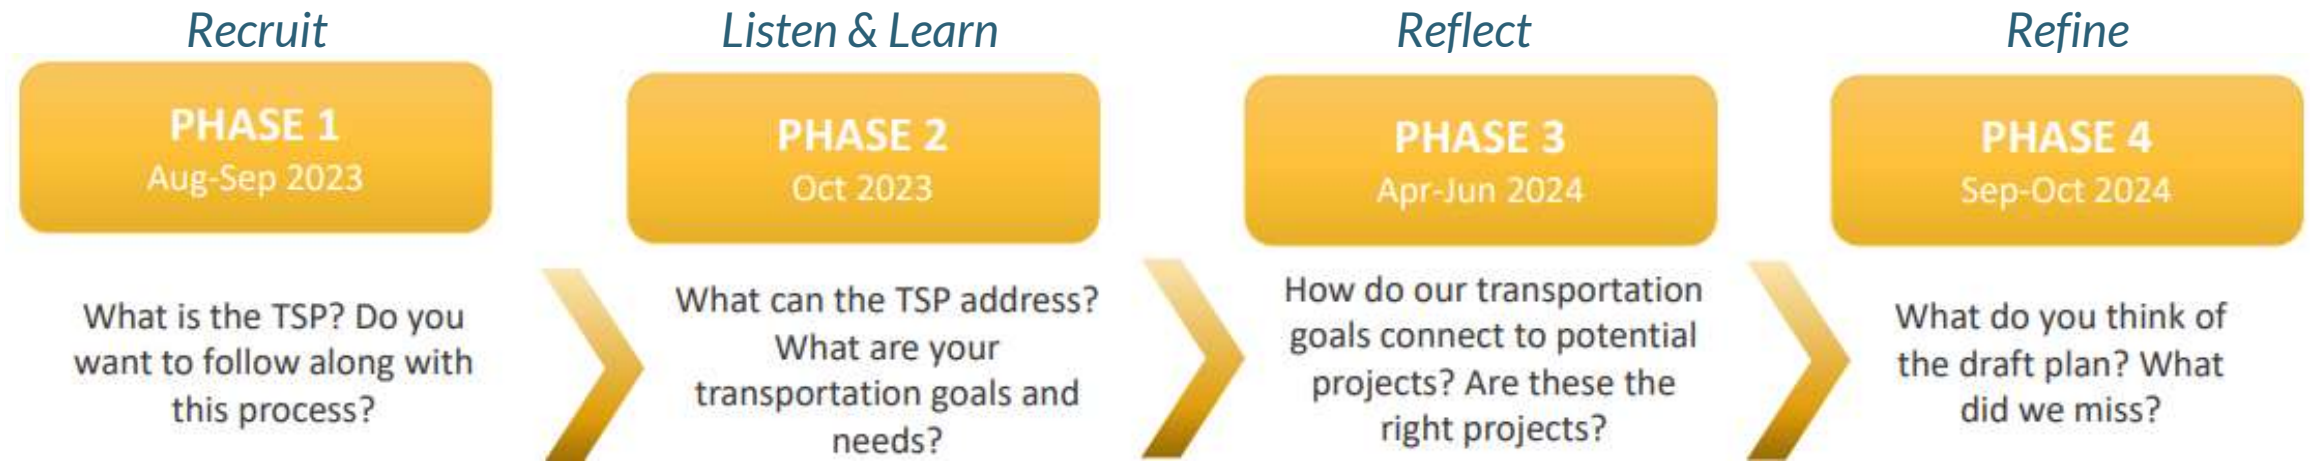 Recruit
PHASE 1
Aug-Sep 2023
What is the TSP? Do you
want to follow along with
this process?
Listen & Learn
PHASE 2
Oct 2023
What can the TSP address?
What are your
transportation goals and
needs?
Reflect
PHASE 3
Apr-Jun 2024
How do our transportation
goals connect to potential
projects? Are these the
right projects?
Refine
PHASE 4
Sep-Oct 2024
What do you think of
the draft plan? What
did we miss?